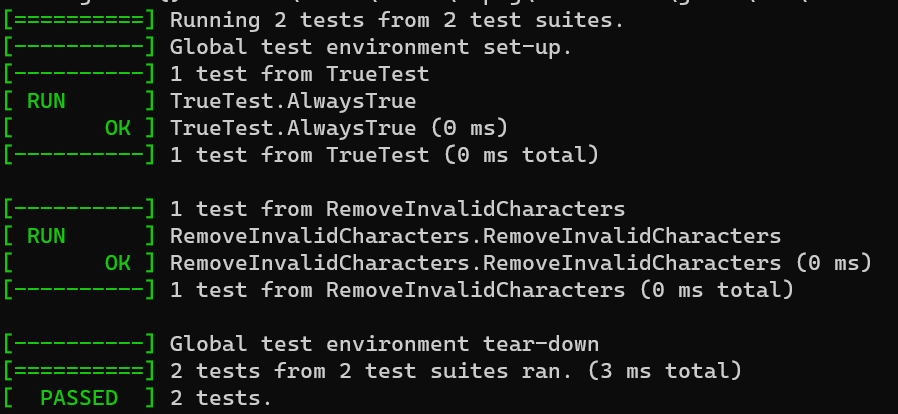 [==========] Running 2 tests from 2 test suites.
[----------] Global test environment set-up.
[----------] 1 test from TrueTest
[ RUN      ] TrueTest.AlwaysTrue
[       OK ] TrueTest.AlwaysTrue (0 ms)
[----------] 1 test from TrueTest (0 ms total)

[----------] 1 test from RemoveInvalidCharacters
[ RUN      ] RemoveInvalidCharacters.RemoveInvalidCharacters
[       OK ] RemoveInvalidCharacters.RemoveInvalidCharacters (0 ms)
[----------] 1 test from RemoveInvalidCharacters (0 ms total)

[----------] Global test environment tear-down
[==========] 2 tests from 2 test suites ran. (3 ms total)
[  PASSED  ] 2 tests.